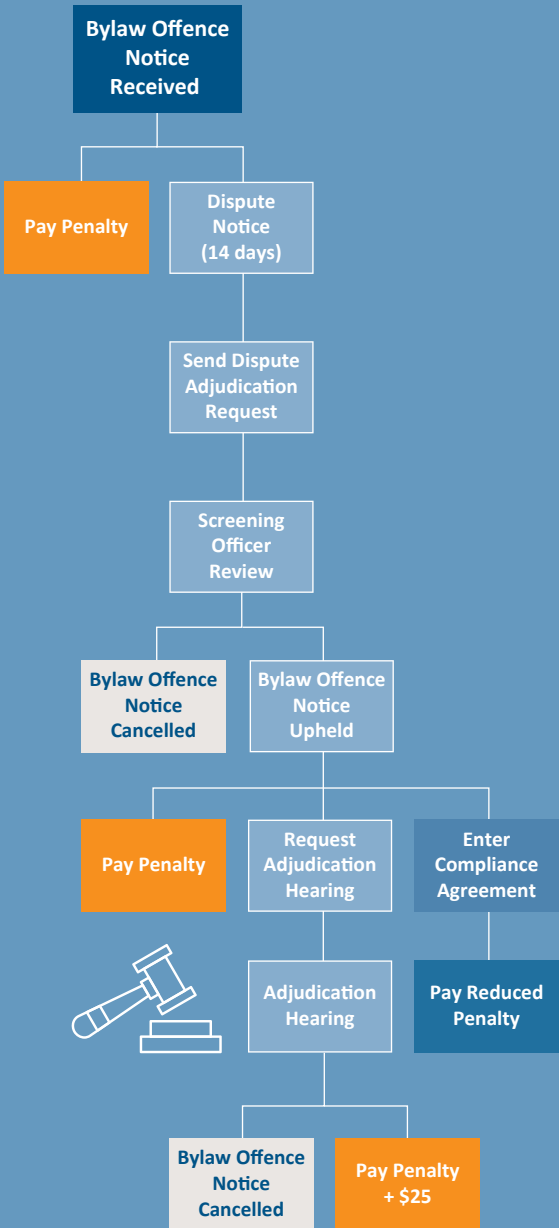 Bylaw Offence
Notice
Received
Pay Penalty
Dispute
Notice
(14 days)
Send Dispute
Adjudication
Request
Screening
Officer
Review
Bylaw Offence
Notice
Cancelled
Bylaw Offence
Notice
Upheld
Pay Penalty
Request
Adjudication
Hearing
Enter
Compliance
Agreement
Adjudication
Hearing
Pay Reduced
Penalty
Bylaw Offence
Notice
Cancelled
Pay Penalty
+ $25